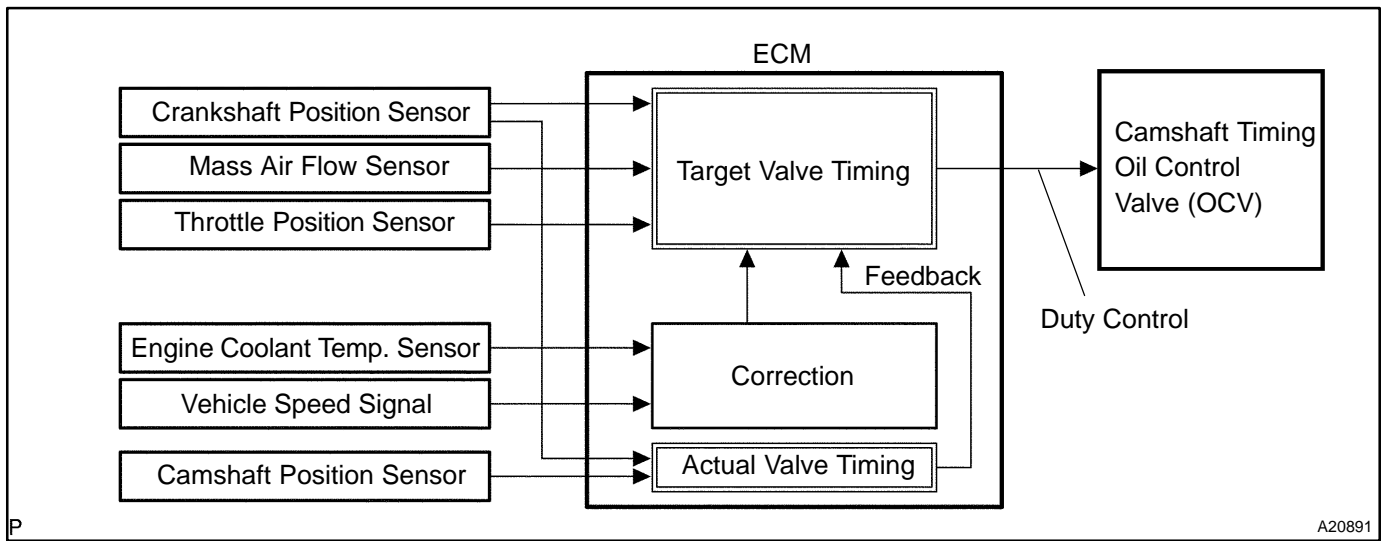 ECM
Crankshaft Position Sensor
Mass Air Flow Sensor
Throttle Position Sensor
Target Valve Timing
Camshaft Timing
Oil Control
Valve (OCV)
Feedback
Duty Control
Engine Coolant Temp. Sensor
Vehicle Speed Signal
Correction
Camshaft Position Sensor
Actual Valve Timing
P
A20891